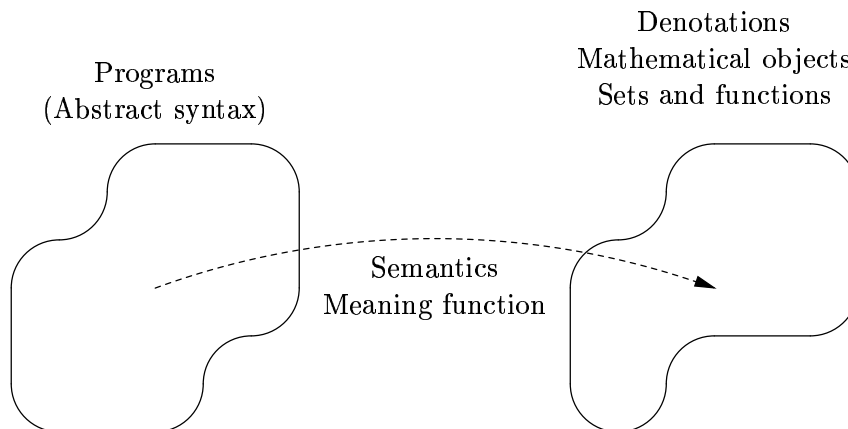 Programs
(Abstract syntax)
Denotations
Mathematical objects
Sets and functions
Semantics
Meaning function